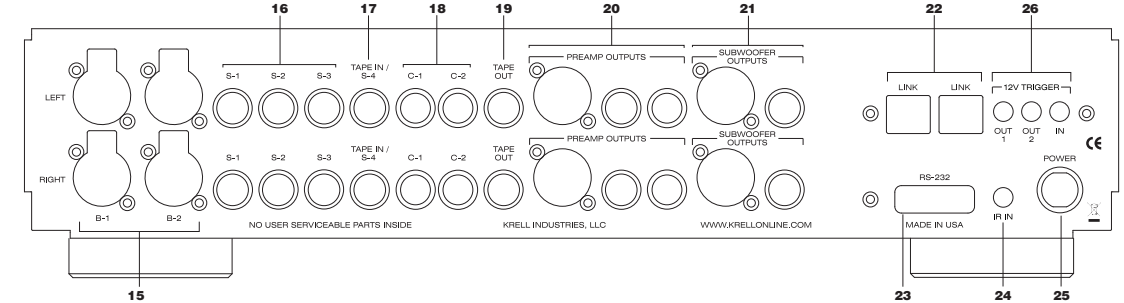 16 17 18 19 20 21 22 26
PREAMP OUTPUTS
SUBWOOFER
OUTPUTS
S-1 S-2 S-3
TAPE IN /
S-4
C-1 C-2
TAPE
OUT
LEFT
LINK LINK
12V TRIGGER
OUT
1
OUT
2
IN
PREAMP OUTPUTS
SUBWOOFER
OUTPUTS
S-1 S-2 S-3
TAPE IN /
S-4
C-1 C-2
TAPE
OUT
CE
POWER
RIGHT
RS-232
B-1 B-2
NO USER SERVICEABLE PARTS INSIDE
KRELL INDUSTRIES, LLC
WWW.KRELLONLINE.COM
MADE IN USA
IR IN
15 23 24 25